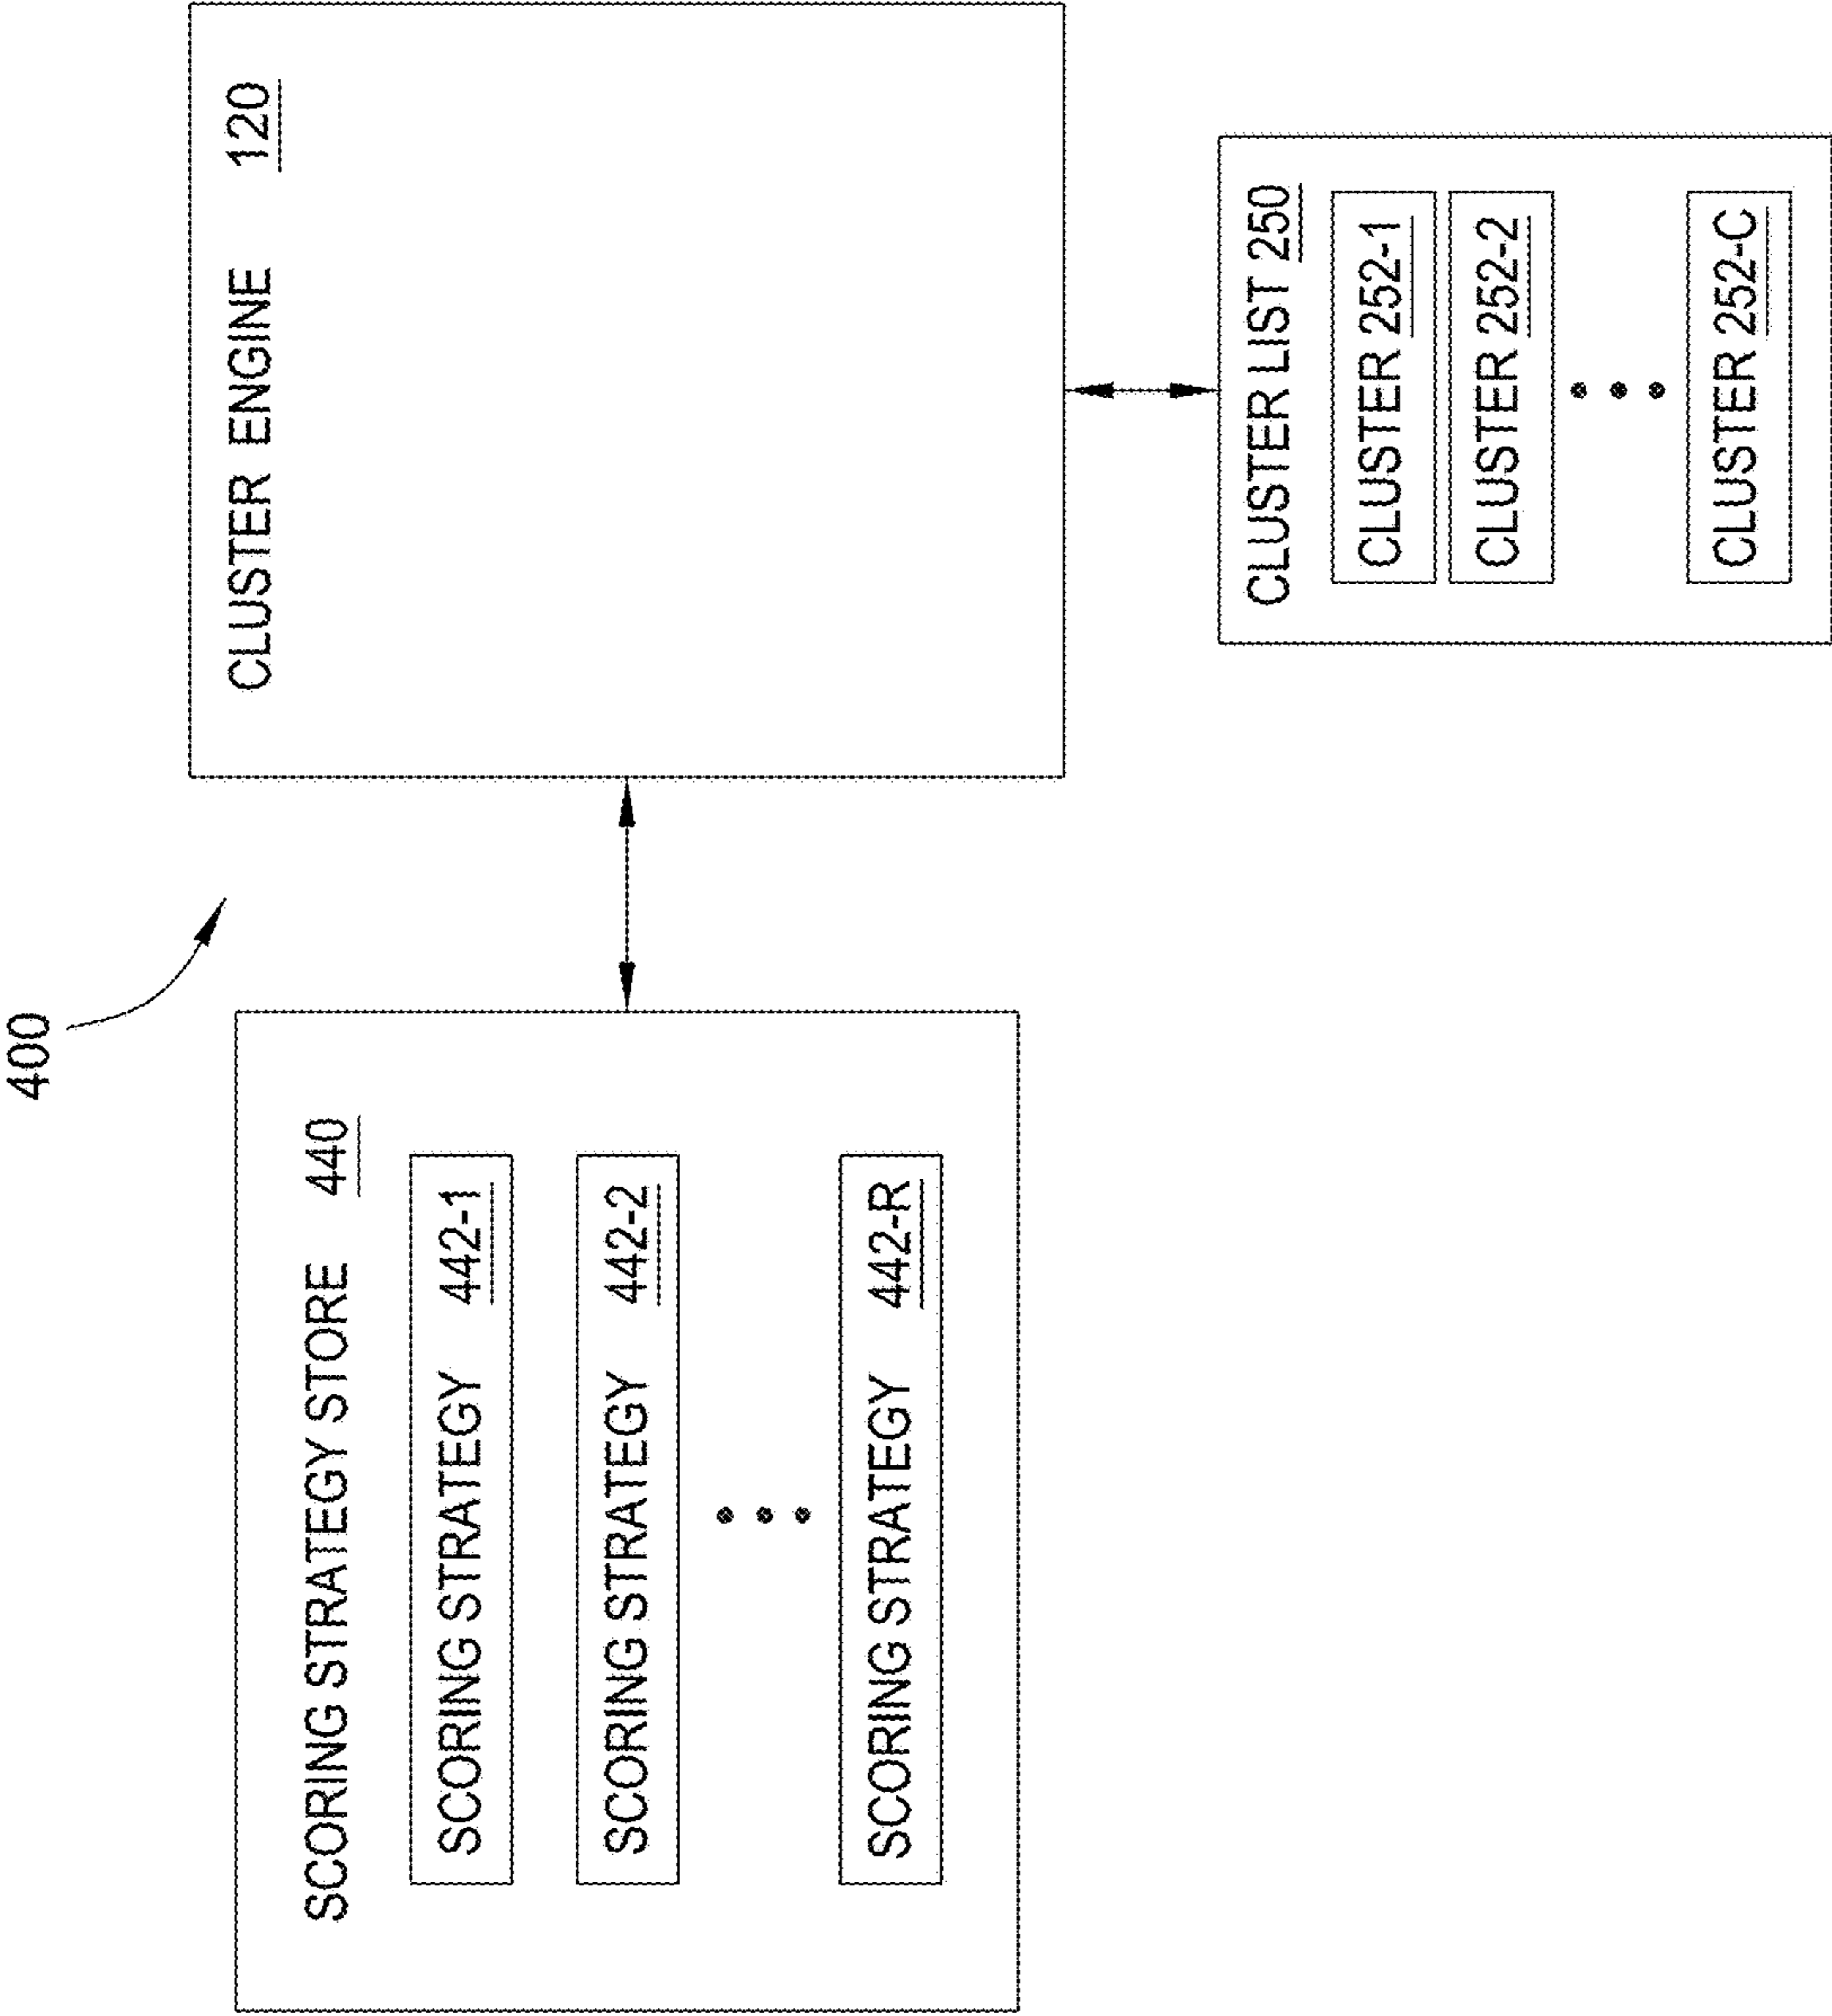 400
SCORING STRATEGY STORE 440
SCORING STRATEGY 442-1
SCORING STRATEGY 442-2
SCORING STRATEGY 442-R
CLUSTER ENGINE 120
CLUSTER LIST 250
CLUSTER 252-1
CLUSTER 252-2
CLUSTER 252-C